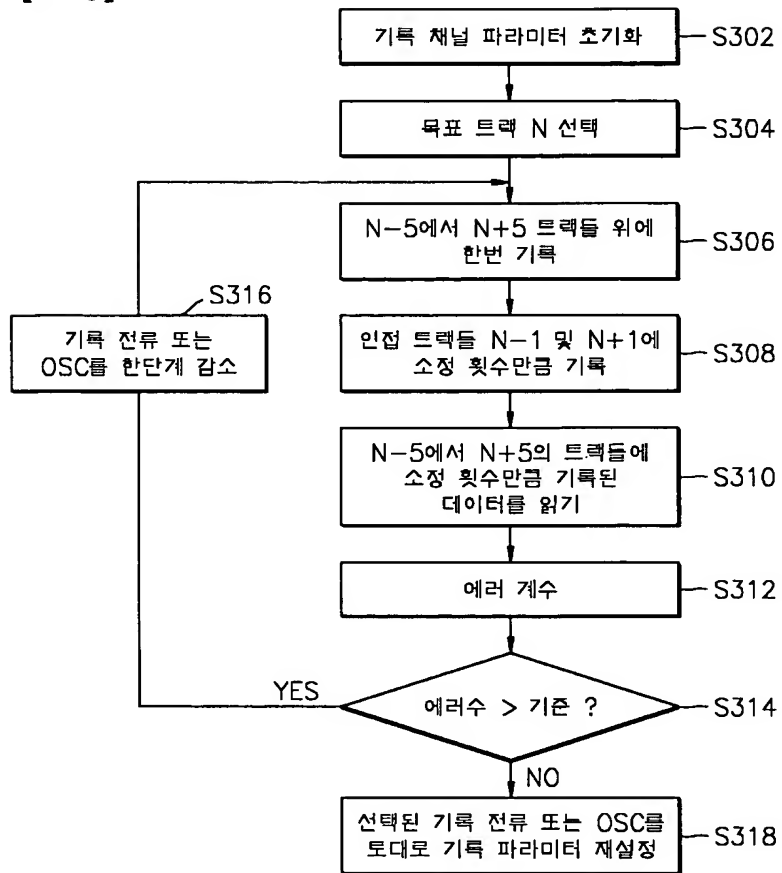 기록 채널 파라미터 초기화
S302
목표 트랙 N 선택
S304
N-5에서 N+5 트랙들 위에
한번 기록
S306
S316
기록 전류 또는
OSC를 한단계 감소
인접 트랙들 N-1 및 N+1에
소정 횟수만큼 기록
S308
N-5에서 N+5의 트랙들에
소정 횟수만큼 기록된
데이터를 읽기
S310
에러 계수
S312
YES
에러수 > 기준 ?
S314
NO
선택된 기록 전류 또는 OSC를
토대로 기록 파라미터 재설정
S318